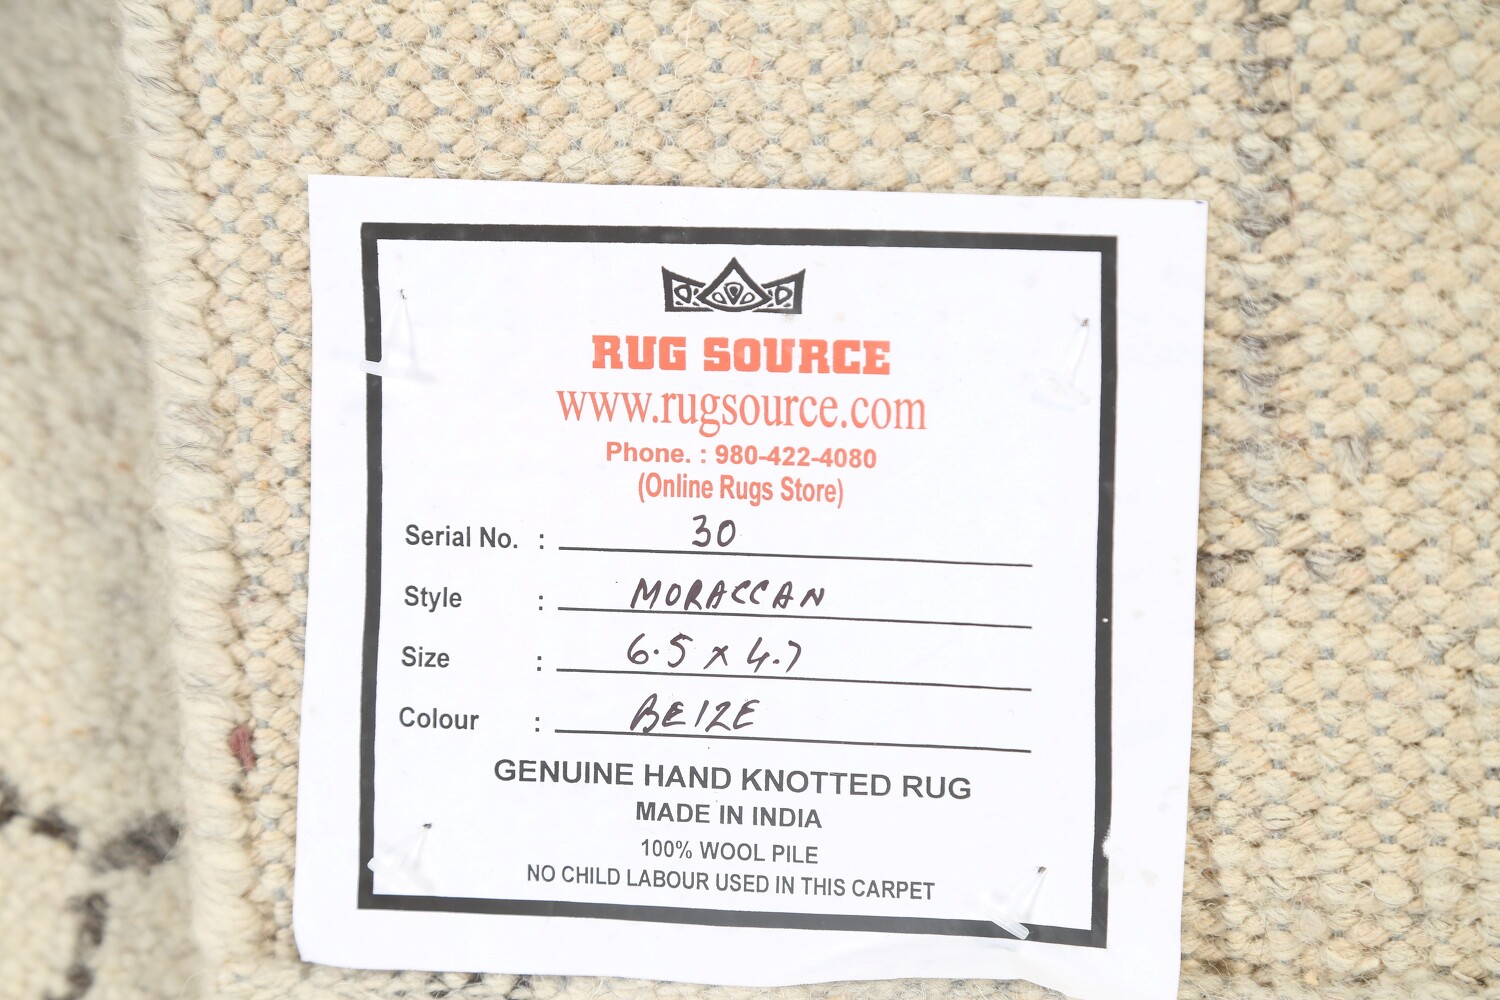 RUG SOURCE
www.rugsource.com
Phone. : 980-422-4080
(Online Rugs Store)
Serial No. : 30
Style : MORACCAN
Size : 6.5 x 4.7
Colour : BEIZE
GENUINE HAND KNOTTED RUG
MADE IN INDIA
100% WOOL PILE
NO CHILD LABOUR USED IN THIS CARPET